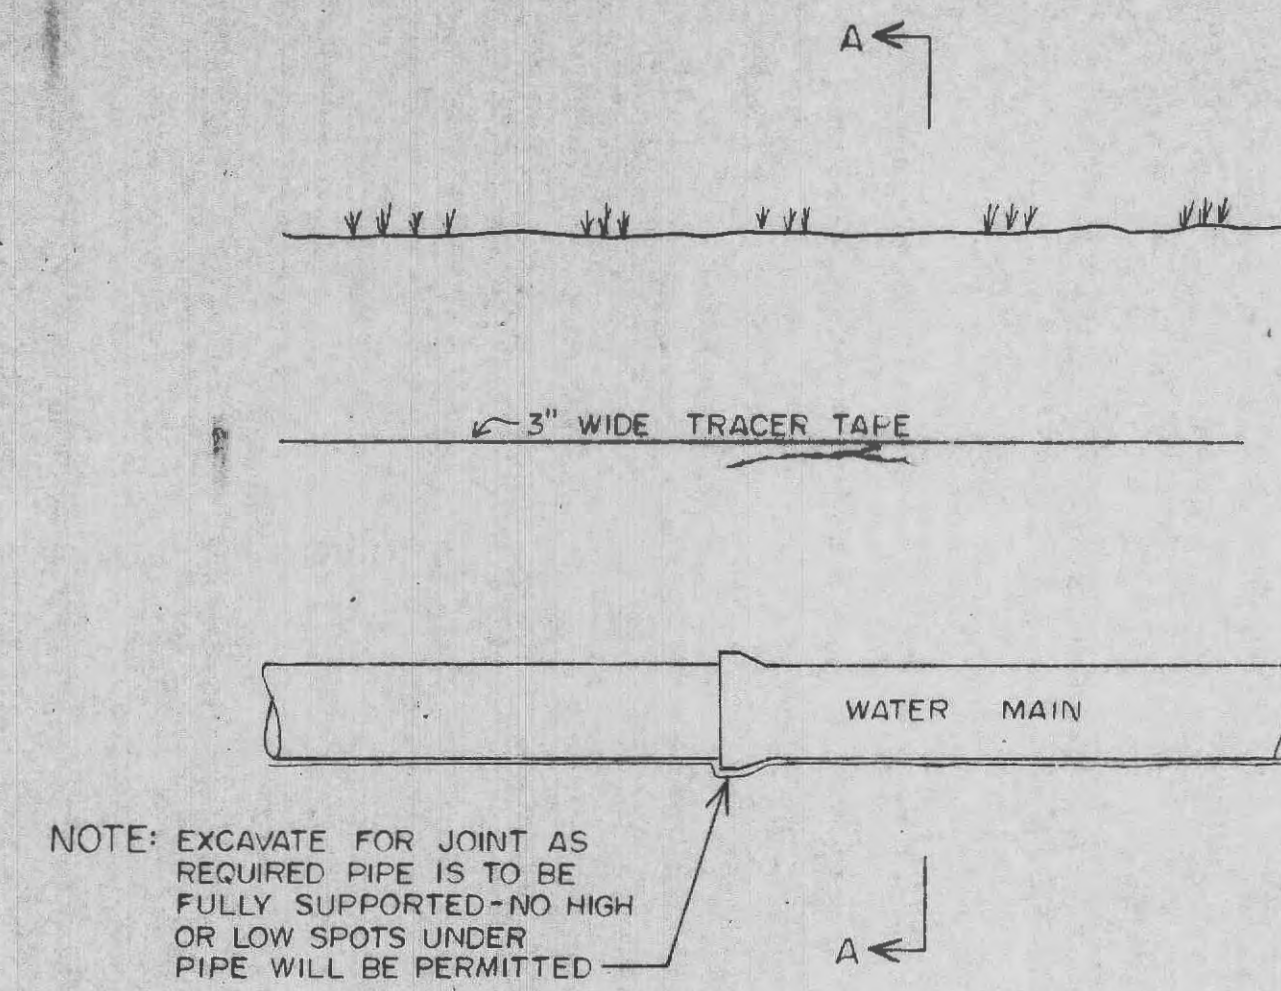 A
3" WIDE TRACER TAPE
WATER MAIN
NOTE: EXCAVATE FOR JOINT AS
REQUIRED PIPE IS TO BE
FULLY SUPPORTED-NO HIGH
OR LOW SPOTS UNDER
PIPE WILL BE PERMITTED
A